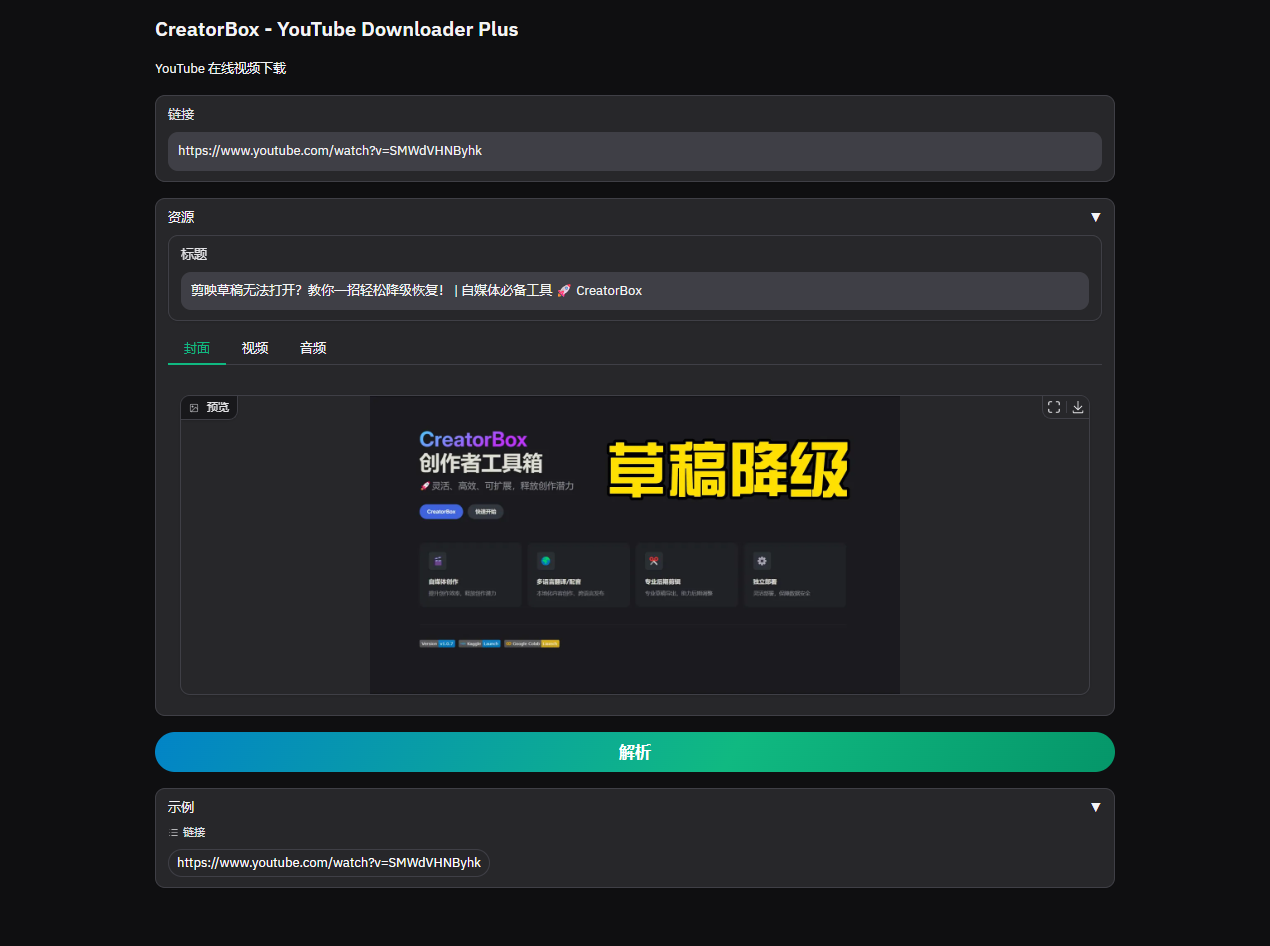 CreatorBox - YouTube Downloader Plus
YouTube 在线视频下载
链接
https://www.youtube.com/watch?v=SMWdVHNByhk
资源
标题
剪映草稿无法打开？教你一招轻松降级恢复！ | 自媒体必备工具 🚀 CreatorBox
封面 视频 音频
预览
CreatorBox
创作者工具箱
🚀 灵活、高效、可扩展，释放创作潜力
草稿降级
CreatorBox 快速开始
自媒体创作 多语言翻译/配音 专业后期剪辑 独立部署
Version v1.0.7 Kaggle Launch Google Colab
解析
示例
链接
https://www.youtube.com/watch?v=SMWdVHNByhk